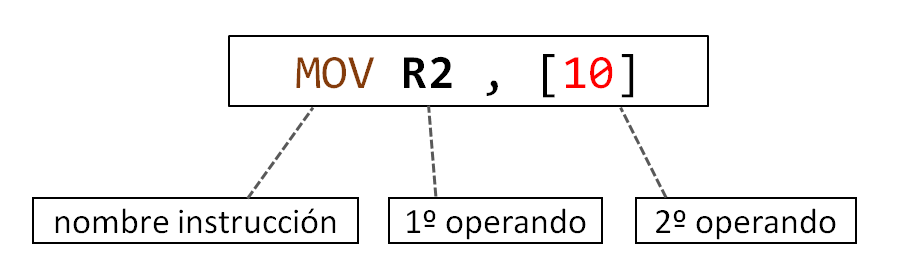 MOV R2 , [10]
nombre instrucción
1º operando
2º operando